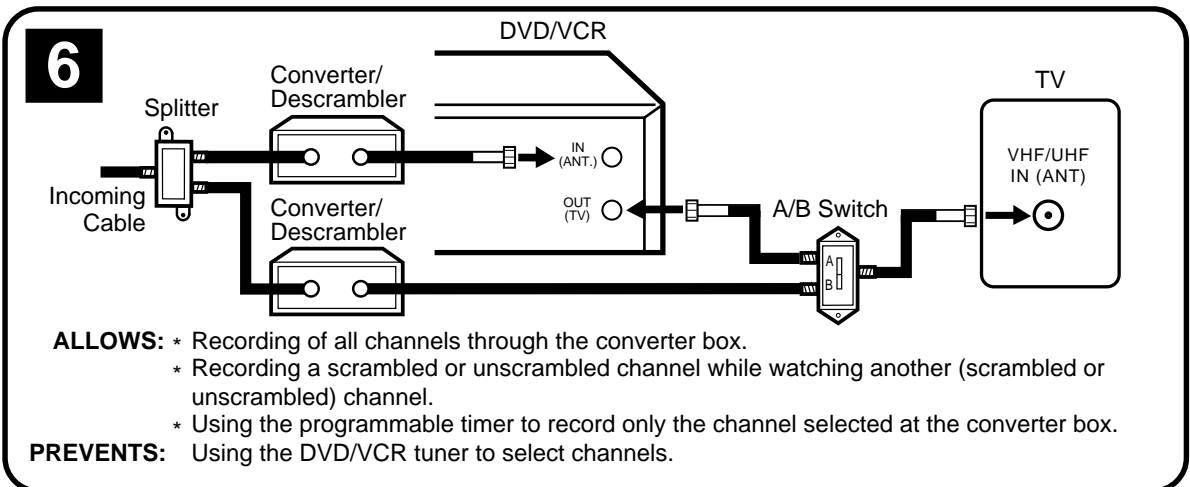 6
DVD/VCR
Converter/
Descrambler
Splitter
TV
IN
(ANT.)
VHF/UHF
IN (ANT)
Incoming
Cable
Converter/
Descrambler
OUT
(TV)
A/B Switch
A
B
ALLOWS: * Recording of all channels through the converter box.
* Recording a scrambled or unscrambled channel while watching another (scrambled or
unscrambled) channel.
* Using the programmable timer to record only the channel selected at the converter box.
PREVENTS: Using the DVD/VCR tuner to select channels.